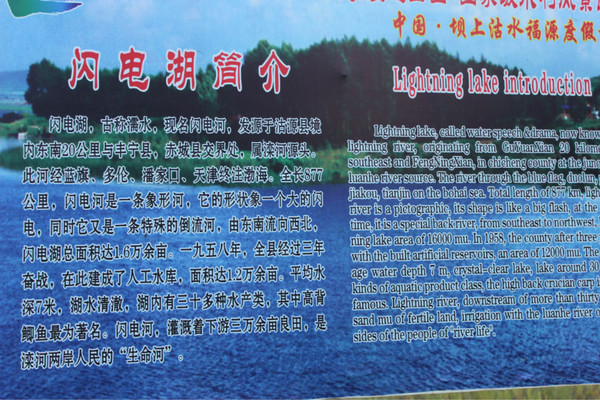 中国·坝上沽水福源度假
闪电湖简介
闪电湖，古称濡水，现名闪电河，发源于沽源县境
内东南20公里与丰宁县，赤城县交界处，属滦河源头。
此河经蓝旗、多伦、潘家口、天津终注渤海。全长877
公里，闪电河是一条象形河，它的形状象一个大的闪
电，同时它又是一条特殊的倒流河，由东南流向西北，
闪电湖总面积达1.6万余亩。一九五八年，全县经过三年
奋战，在此建成了人工水库，面积达1.2万余亩。平均水
深7米，湖水清澈，湖内有三十多种水产类，其中高背
鲫鱼最为著名。闪电河，灌溉着下游三万余亩良田，是
滦河两岸人民的“生命河”。
Lightning lake introduction
Lightninglake, called water speech &drama, now know
lightning river, originating from GuYuanXian 20 kilome
southeast and FengNingXian, in chicheng county at the junc
luanhe river source. The river through the blue dag, duolun,
jiakou, tianjin on the bohai sea. Total length of 877 km, light
river is a pictographic, its shape is like a big flash, at the
time, it is a special back river, from southeast to northwest,
ning lake area of 16000 mu. In 1858, the county after three
with the built artificial reservoirs, an area of 12000 mu. The
age water depth 7 m, crystal-clear lake, lake around 30
kinds of aquatic product class, the high back crucian carp i
famous. Lightning river, downstream of more than thirty
sand mu of fertile land, irrigation with the luanhe river o
sides of the people of "river life".